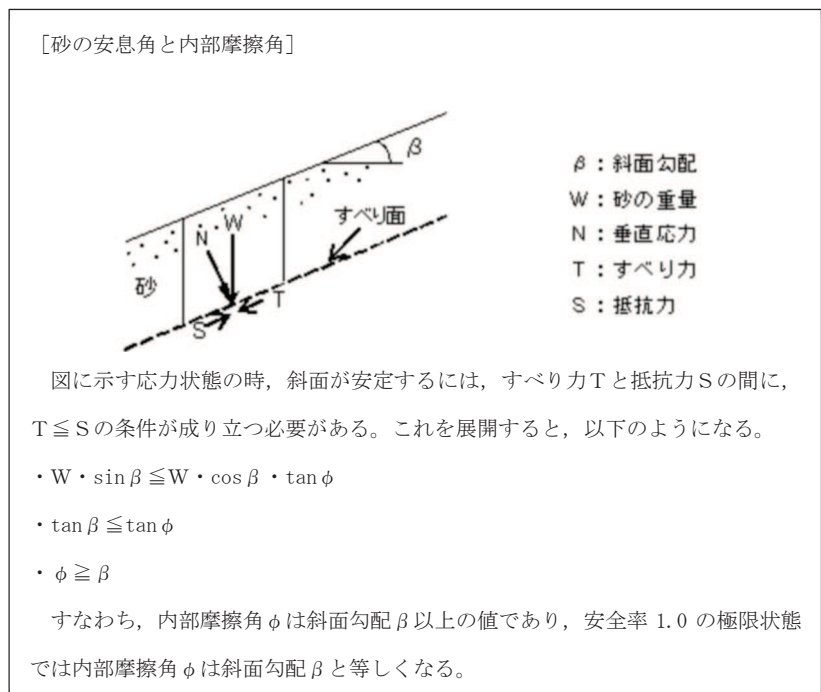 ［砂の安息角と内部摩擦角］
β
β：斜面勾配
W：砂の重量
N：垂直応力
T：すべり力
S：抵抗力
すべり面
W
N
砂
T
S
図に示す応力状態の時，斜面が安定するには，すべり力Ｔと抵抗力Ｓの間に，
Ｔ≦Ｓの条件が成り立つ必要がある。これを展開すると，以下のようになる。
・W・sinβ≦W・cosβ・tanφ
・tanβ≦tanφ
・φ≧β
すなわち，内部摩擦角φは斜面勾配β以上の値であり，安全率 1.0 の極限状態
では内部摩擦角φは斜面勾配βと等しくなる。